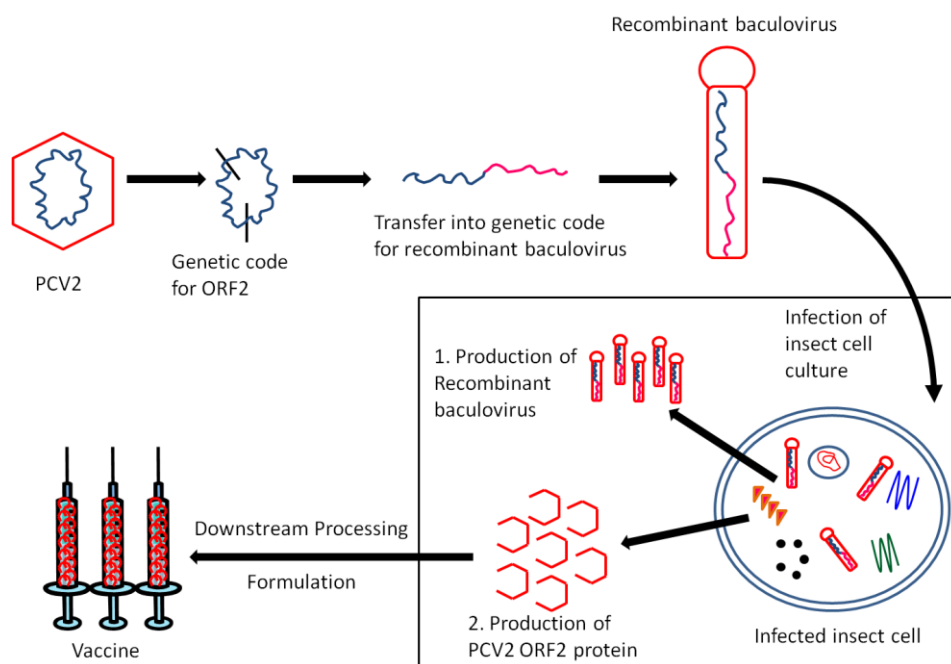 Recombinant baculovirus
PCV2
Genetic code
for ORF2
Transfer into genetic code
for recombinant baculovirus
Infection of
insect cell
culture
1. Production of
Recombinant
baculovirus
Downstream Processing
Formulation
Vaccine
2. Production of
PCV2 ORF2 protein
Infected insect cell